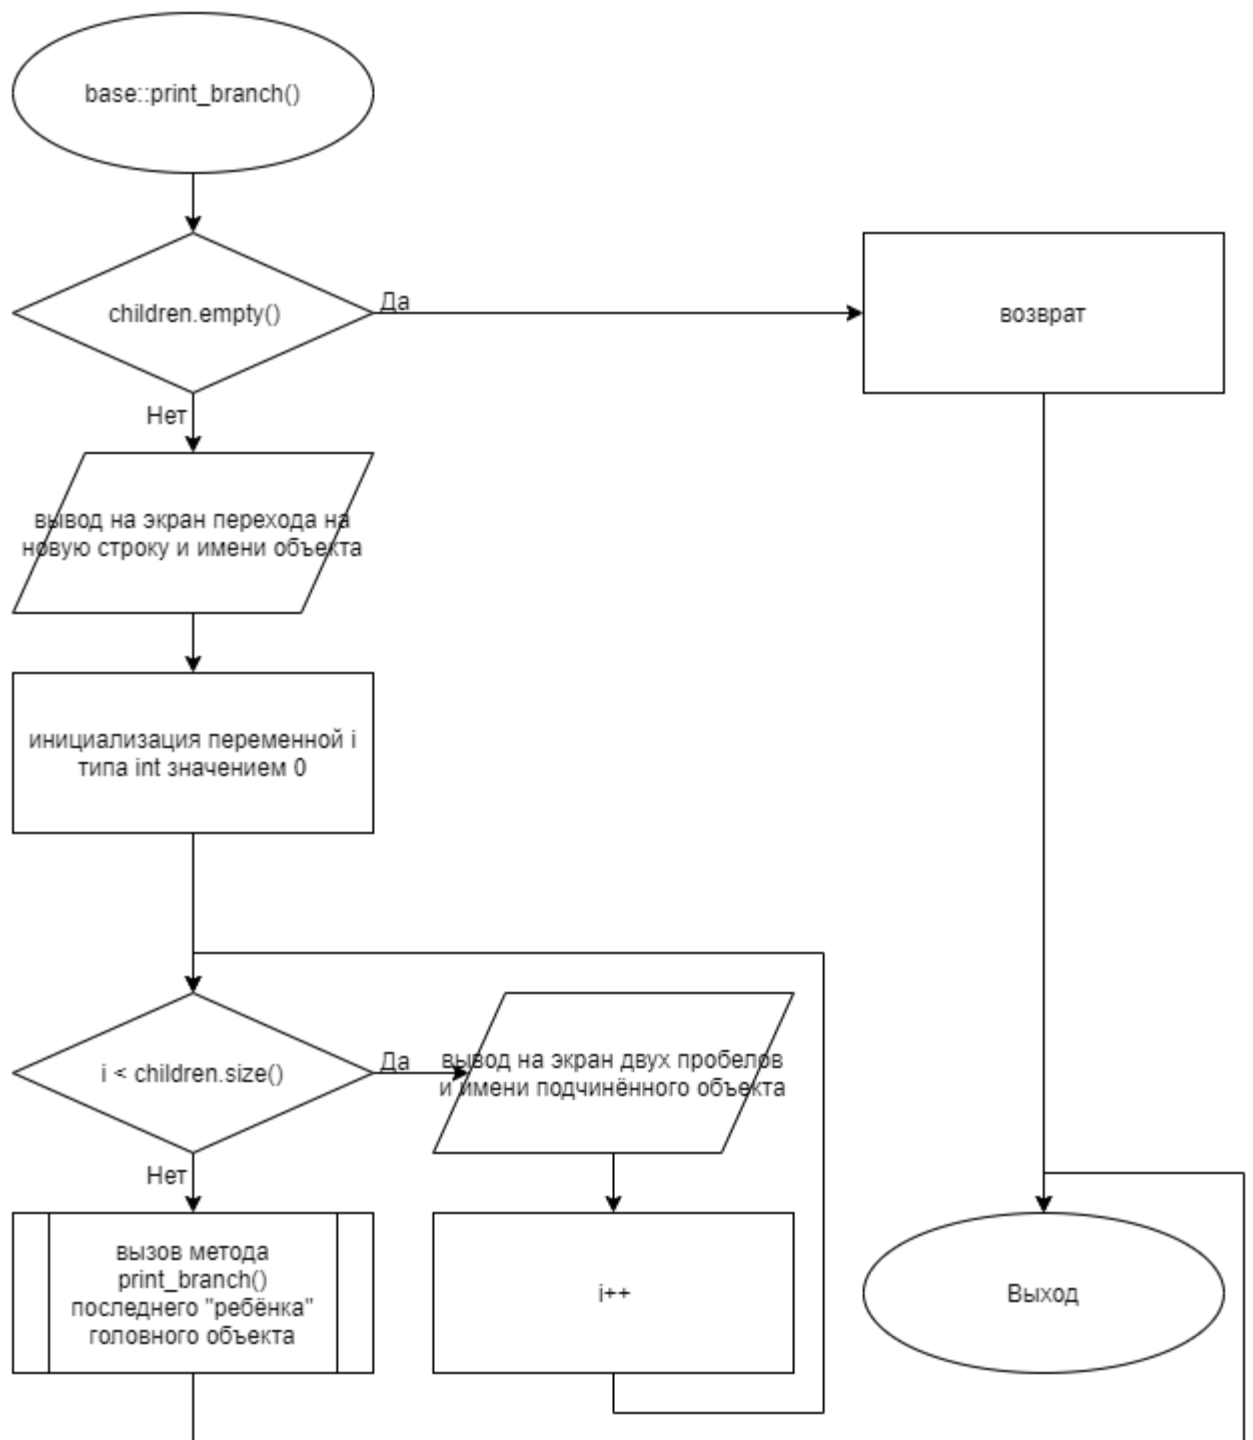 base::print_branch()
children.empty()
Да
возврат
Нет
вывод на экран перехода на
новую строку и имени объекта
инициализация переменной i
типа int значением 0
i < children.size()
Да
вывод на экран двух пробелов
и имени подчинённого объекта
Нет
вызов метода
print_branch()
последнего "ребёнка"
головного объекта
i++
Выход